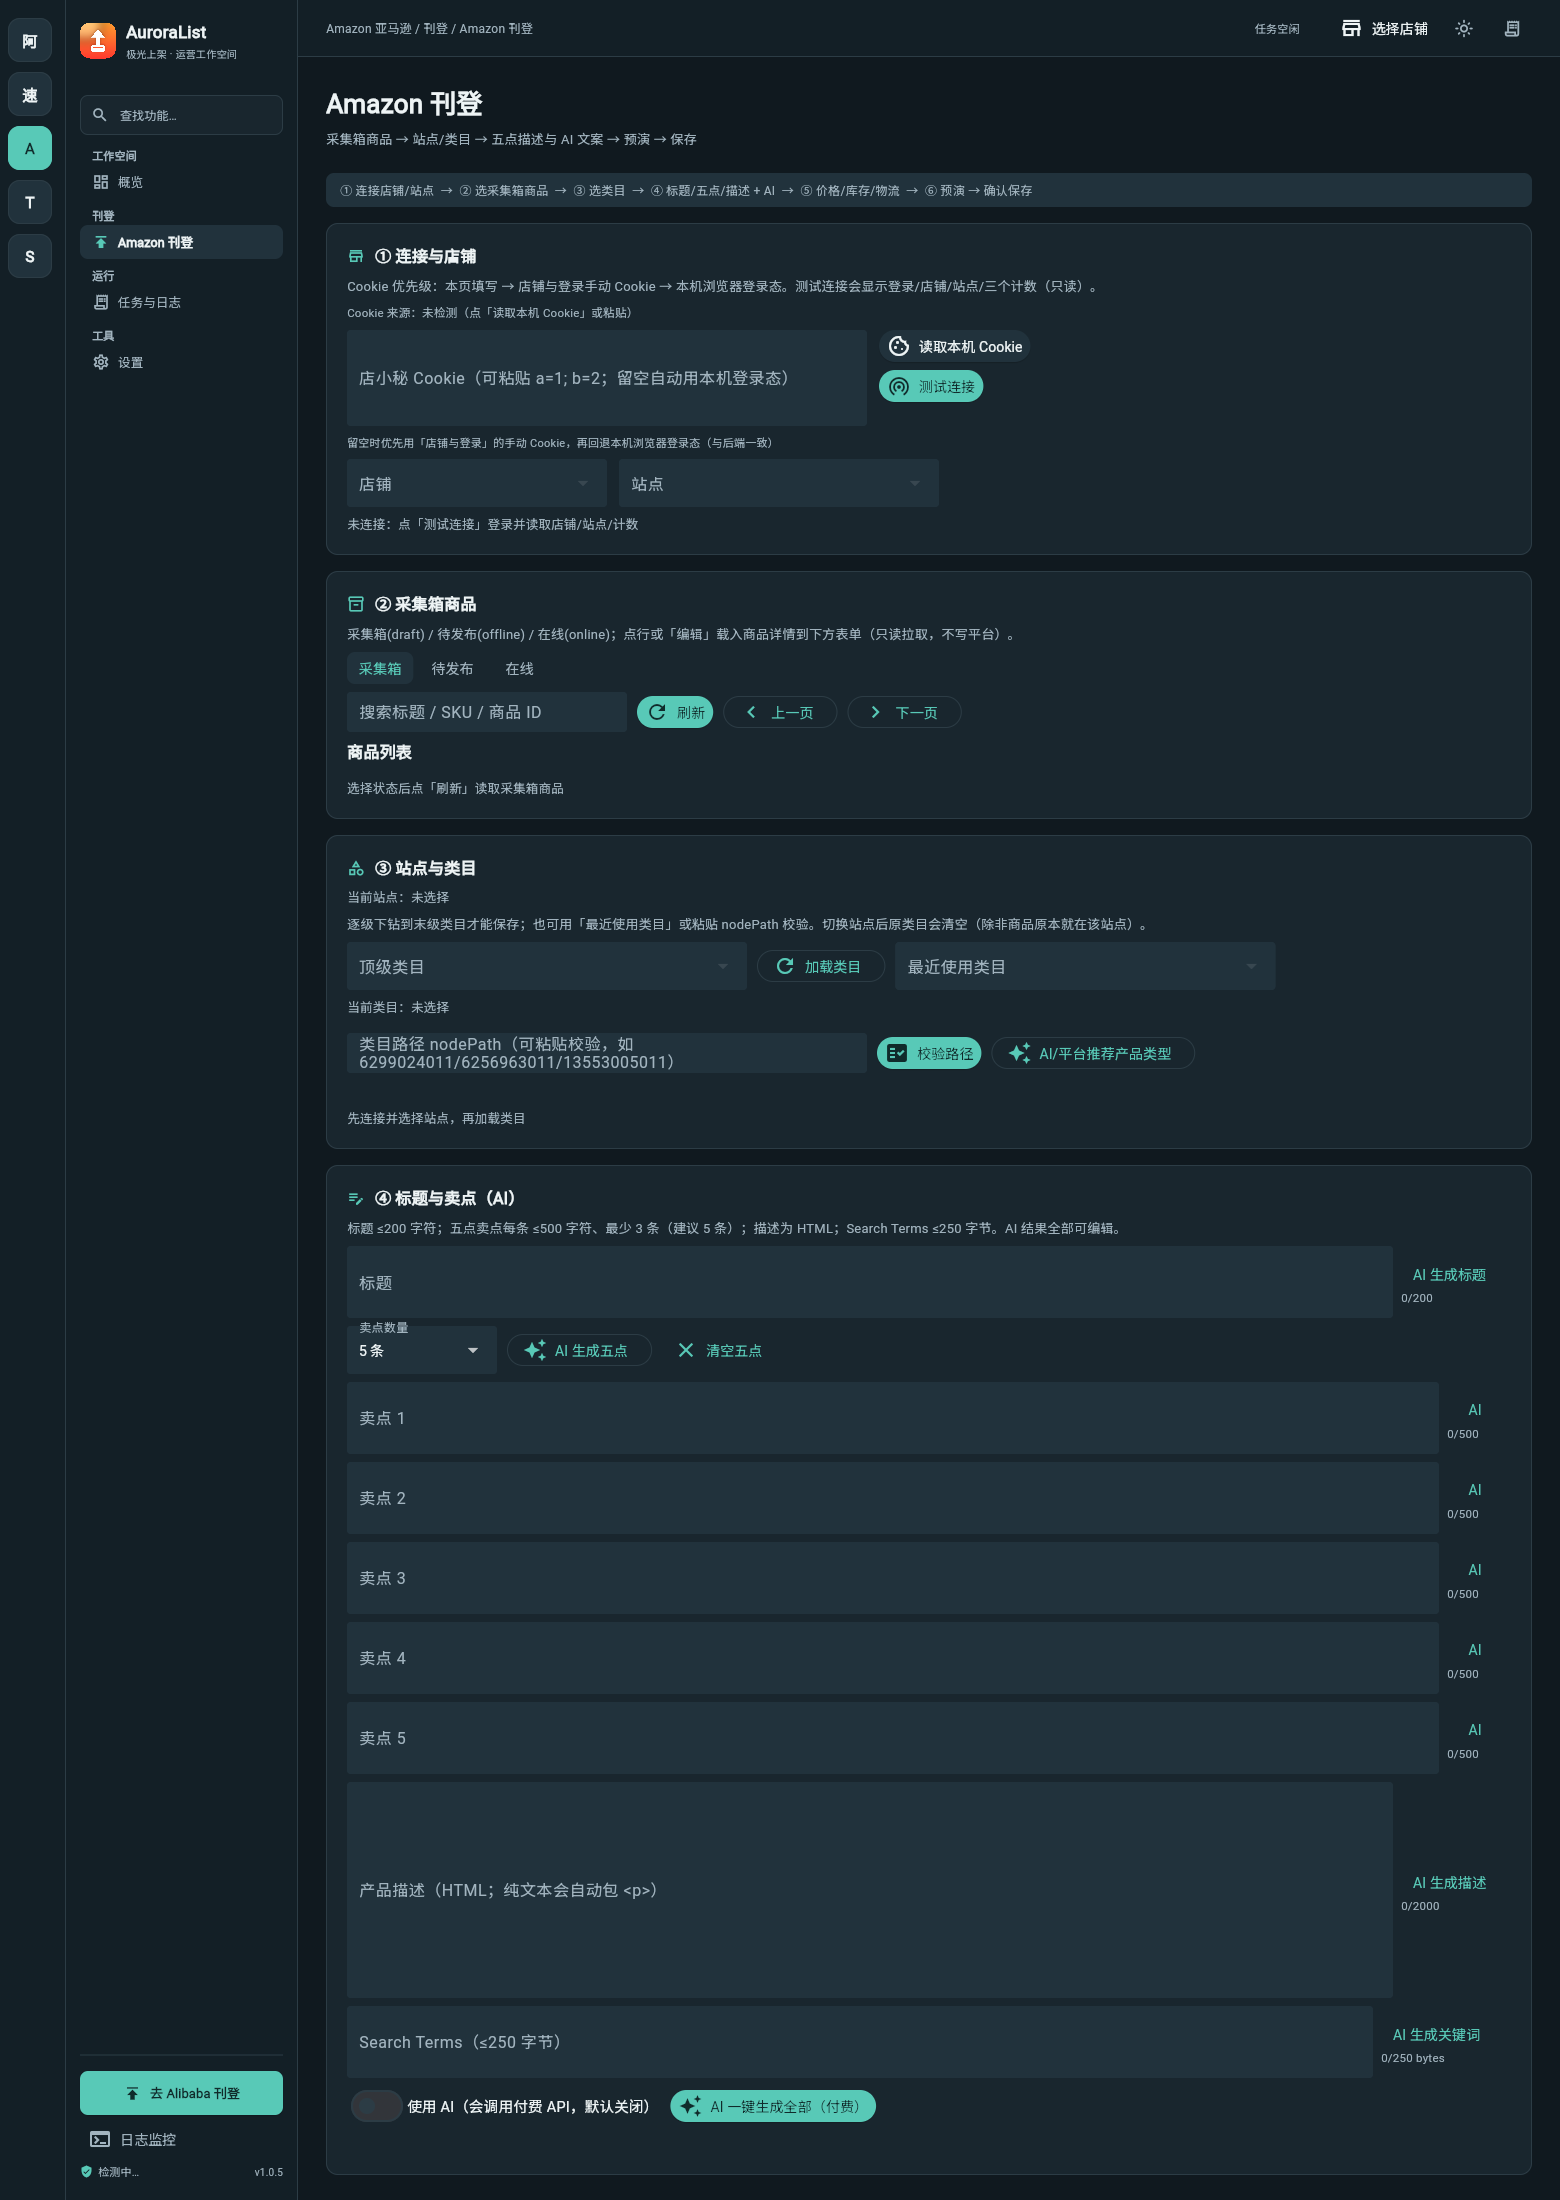 阿
速
A
T
S
AuroraList
极光上架 · 运营工作空间
查找功能...
工作空间
概览
刊登
Amazon 刊登
运行
任务与日志
工具
设置
去 Alibaba 刊登
日志监控
检测中...
v1.0.5
Amazon 亚马逊 / 刊登 / Amazon 刊登
任务空闲
选择店铺
Amazon 刊登
采集箱商品 → 站点/类目 → 五点描述与 AI 文案 → 预演 → 保存
① 连接店铺/站点 → ② 选采集箱商品 → ③ 选类目 → ④ 标题/五点/描述 + AI → ⑤ 价格/库存/物流 → ⑥ 预演 → 确认保存
① 连接与店铺
Cookie 优先级：本页填写 → 店铺与登录手动 Cookie → 本机浏览器登录态。测试连接会显示登录/店铺/站点/三个计数（只读）。
Cookie 来源：未检测（点「读取本机 Cookie」或粘贴）
店小秘 Cookie（可粘贴 a=1; b=2；留空自动用本机登录态）
读取本机 Cookie
测试连接
留空时优先用「店铺与登录」的手动 Cookie，再回退本机浏览器登录态（与后端一致）
店铺
站点
未连接：点「测试连接」登录并读取店铺/站点/计数
② 采集箱商品
采集箱(draft) / 待发布(offline) / 在线(online)；点行或「编辑」载入商品详情到下方表单（只读拉取，不写平台）。
采集箱
待发布
在线
搜索标题 / SKU / 商品 ID
刷新
上一页
下一页
商品列表
选择状态后点「刷新」读取采集箱商品
③ 站点与类目
当前站点：未选择
逐级下钻到末级类目才能保存；也可用「最近使用类目」或粘贴 nodePath 校验。切换站点后原类目会清空（除非商品原本就在该站点）。
顶级类目
加载类目
最近使用类目
当前类目：未选择
类目路径 nodePath（可粘贴校验，如
6299024011/6256963011/13553005011）
校验路径
AI/平台推荐产品类型
先连接并选择站点，再加载类目
④ 标题与卖点（AI）
标题 ≤200 字符；五点卖点每条 ≤500 字符、最少 3 条（建议 5 条）；描述为 HTML；Search Terms ≤250 字节。AI 结果全部可编辑。
标题
AI 生成标题
0/200
卖点数量
5 条
AI 生成五点
清空五点
卖点 1
AI
0/500
卖点 2
AI
0/500
卖点 3
AI
0/500
卖点 4
AI
0/500
卖点 5
AI
0/500
产品描述（HTML；纯文本会自动包 <p>）
AI 生成描述
0/2000
Search Terms（≤250 字节）
AI 生成关键词
0/250 bytes
使用 AI（会调用付费 API，默认关闭）
AI 一键生成全部（付费）